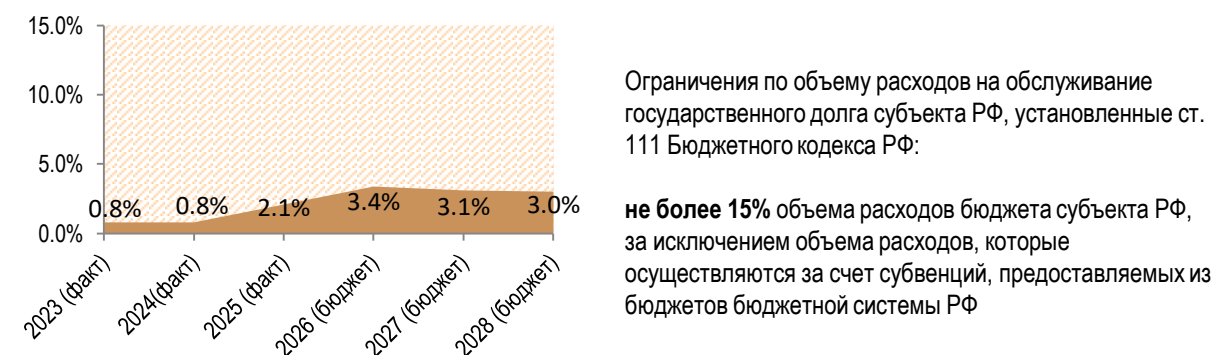 15.0%
10.0%
5.0%
0.0%
0.8%
0.8%
2.1%
3.4%
3.1%
3.0%
2023 (факт)
2024(факт)
2025 (факт)
2026 (бюджет)
2027 (бюджет)
2028 (бюджет)
Ограничения по объему расходов на обслуживание
государственного долга субъекта РФ, установленные ст.
111 Бюджетного кодекса РФ:
не более 15% объема расходов бюджета субъекта РФ,
за исключением объема расходов, которые
осуществляются за счет субвенций, предоставляемых из
бюджетов бюджетной системы РФ